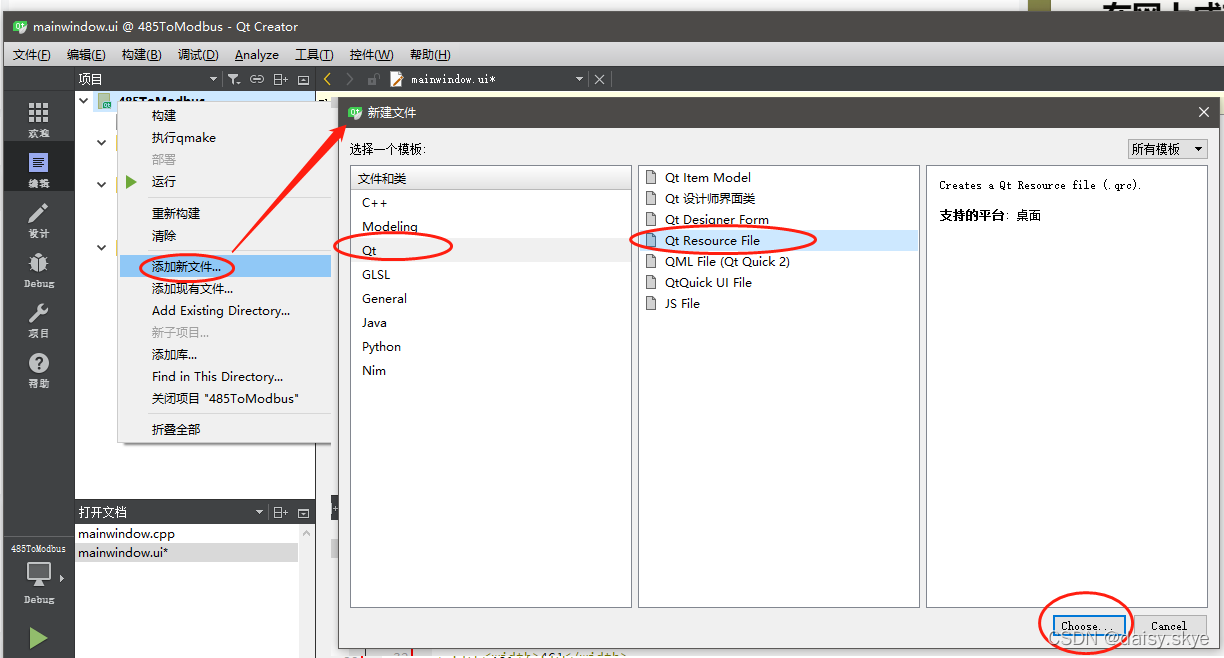 mainwindow.ui @ 485ToModbus - Qt Creator
文件(F) 编辑(E) 构建(B) 调试(D) Analyze 工具(T) 控件(W) 帮助(H)
项目
mainwindow.ui*
欢迎
编辑
设计
Debug
项目
帮助
485ToModbus
构建
执行qmake
部署
运行
重新构建
清除
添加新文件...
添加现有文件...
Add Existing Directory...
新子项目...
添加库...
Find in This Directory...
关闭项目 "485ToModbus"
折叠全部
新建文件
选择一个模板:
所有模板
文件和类
C++
Modeling
Qt
GLSL
General
Java
Python
Nim
Qt Item Model
Qt 设计师界面类
Qt Designer Form
Qt Resource File
QML File (Qt Quick 2)
QtQuick UI File
JS File
Creates a Qt Resource file (.qrc).
支持的平台: 桌面
打开文档
mainwindow.cpp
mainwindow.ui*
485ToModbus
Debug
Choose...
Cancel
CSDN @daisy.skye